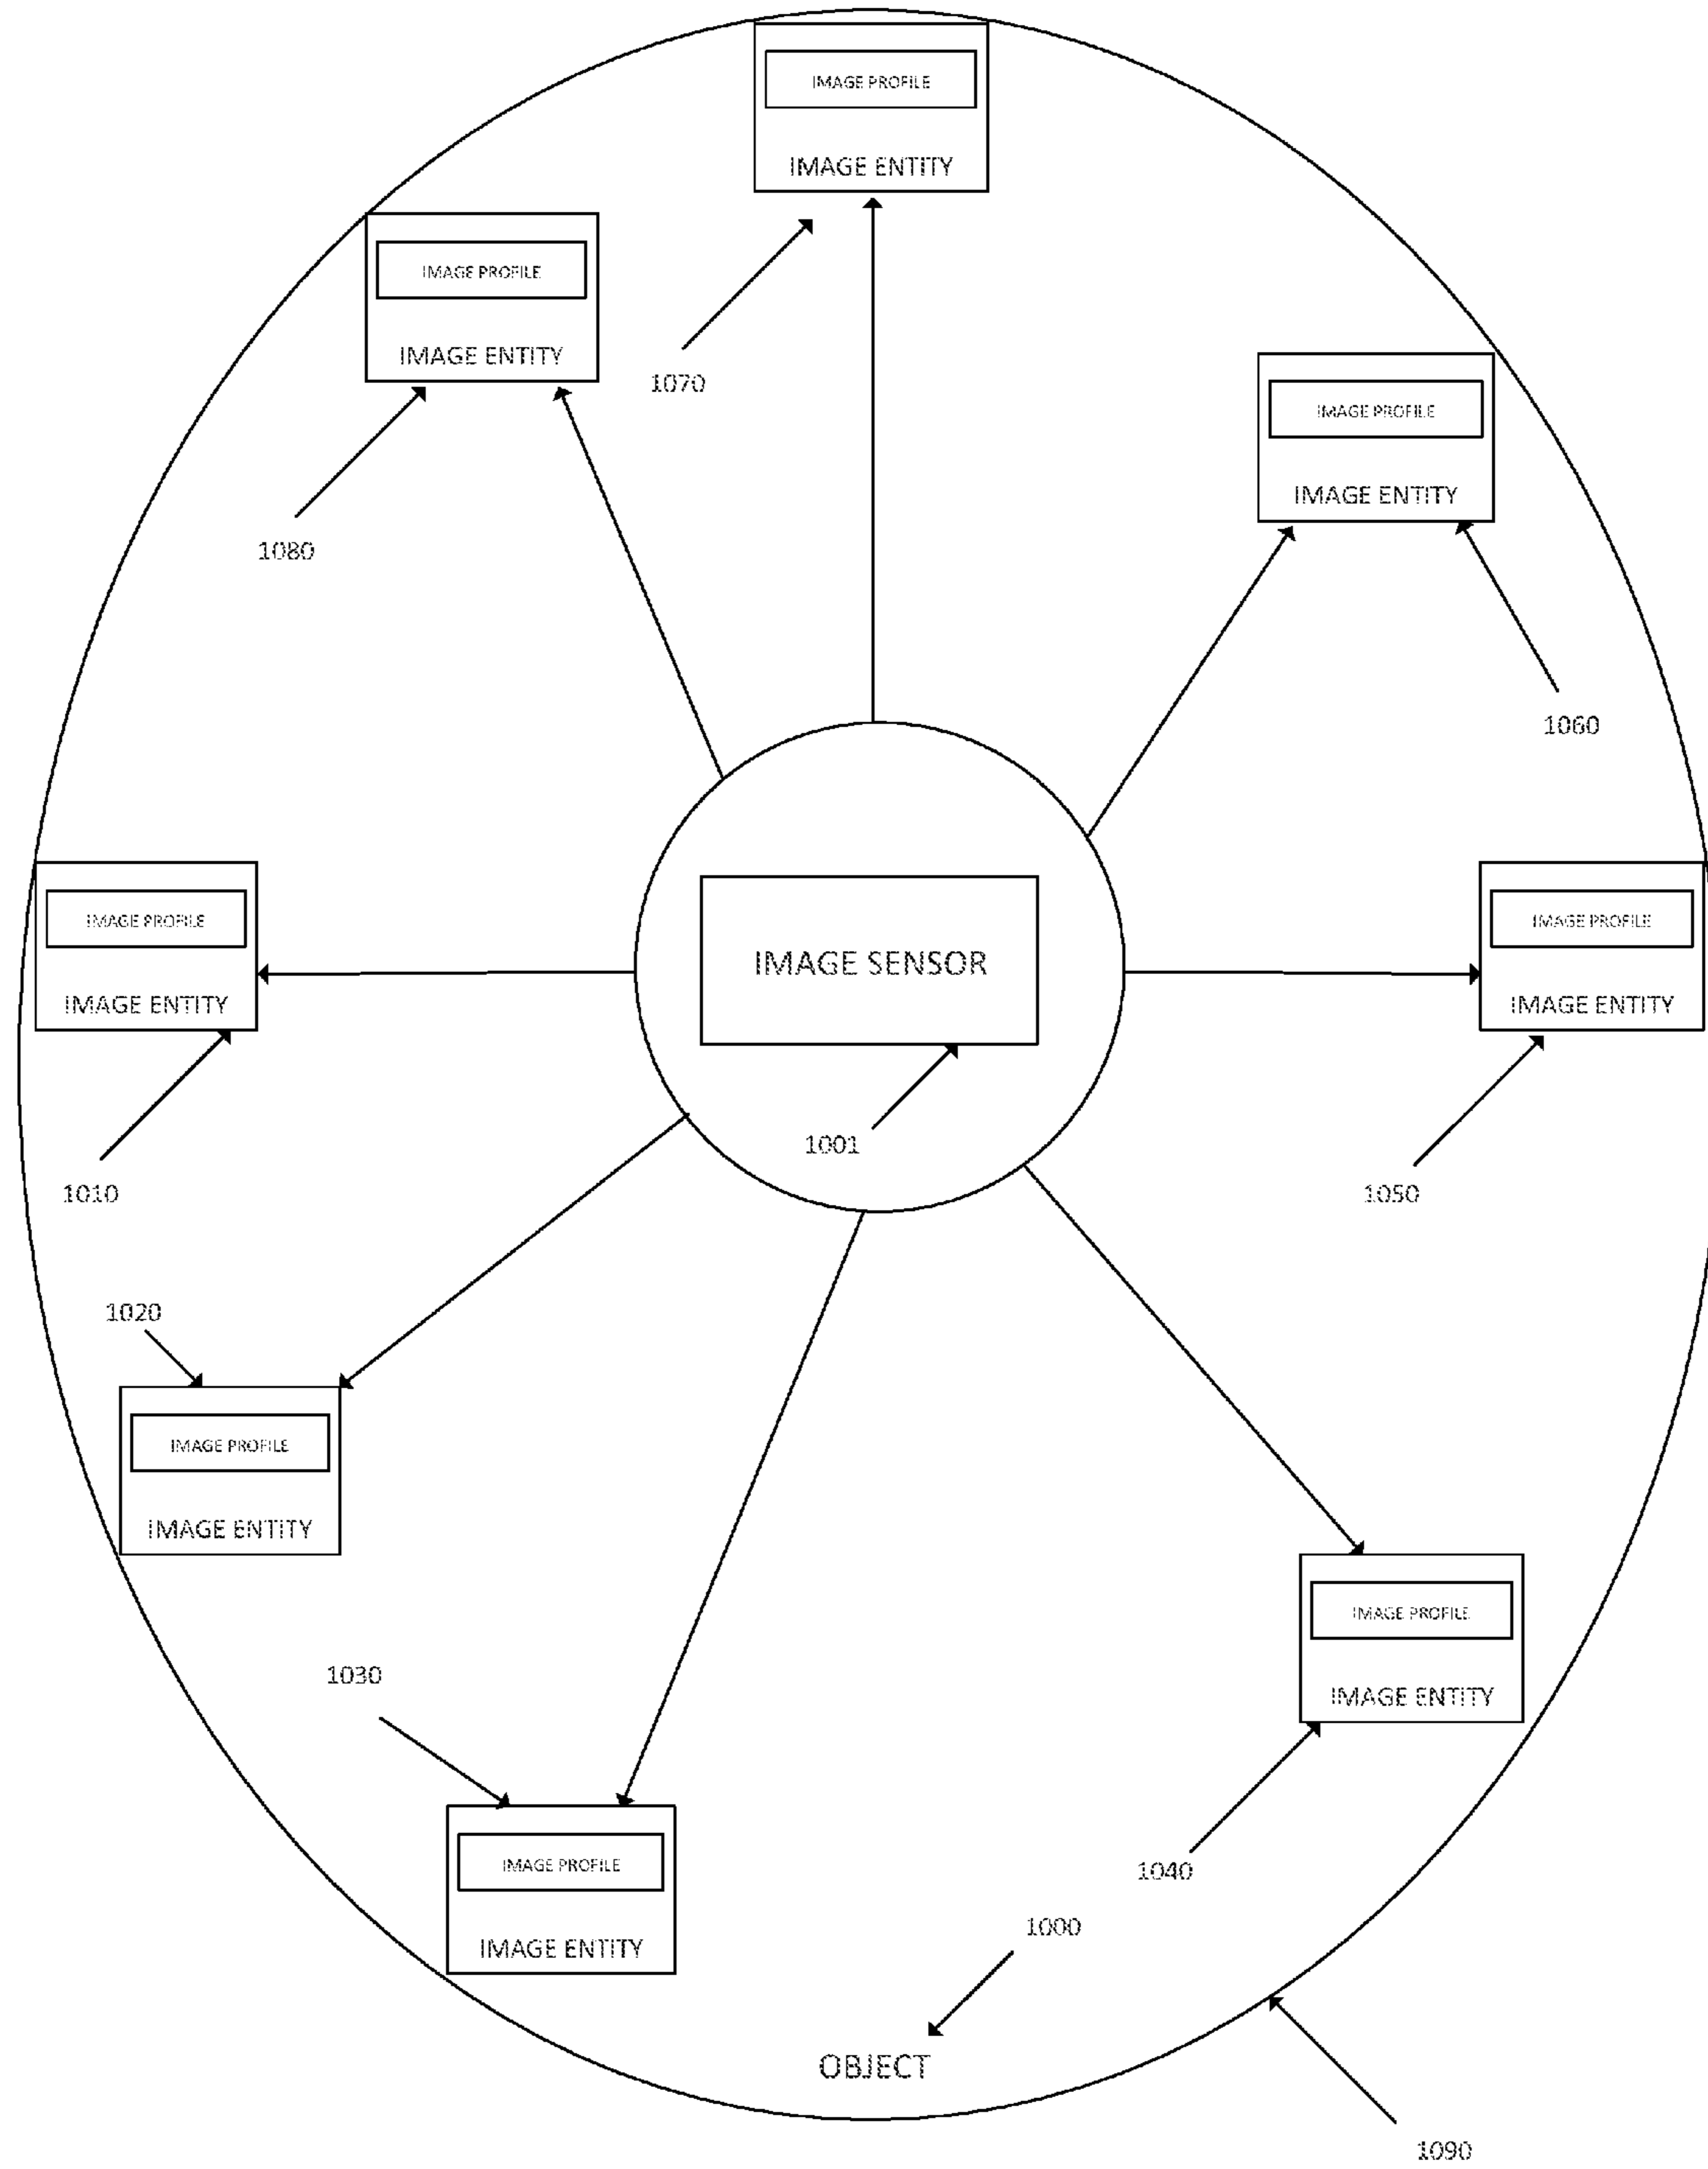 IMAGE PROFILE
IMAGE ENTITY
IMAGE PROFILE
IMAGE ENTITY
1070
IMAGE PROFILE
IMAGE ENTITY
1080
1060
IMAGE PROFILE
IMAGE ENTITY
IMAGE SENSOR
IMAGE PROFILE
IMAGE ENTITY
1001
1010
1050
1020
IMAGE PROFILE
IMAGE ENTITY
IMAGE PROFILE
IMAGE ENTITY
1030
1040
IMAGE PROFILE
IMAGE ENTITY
1000
OBJECT
1090